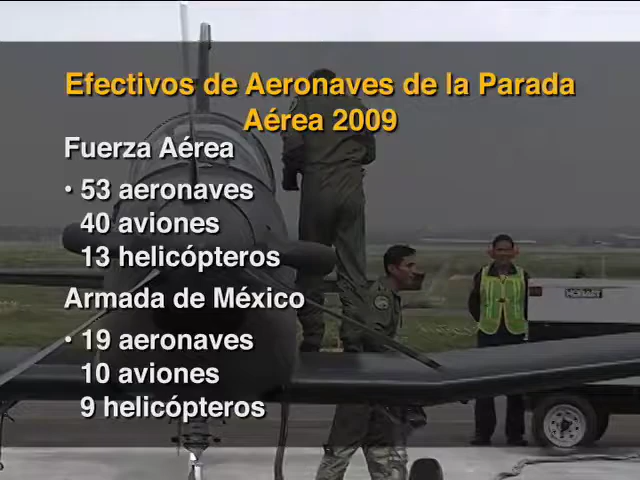 Efectivos de Aeronaves de la Parada
Aérea 2009
Fuerza Aérea
• 53 aeronaves
40 aviones
13 helicópteros
Armada de México
• 19 aeronaves
10 aviones
9 helicópteros
HOBART